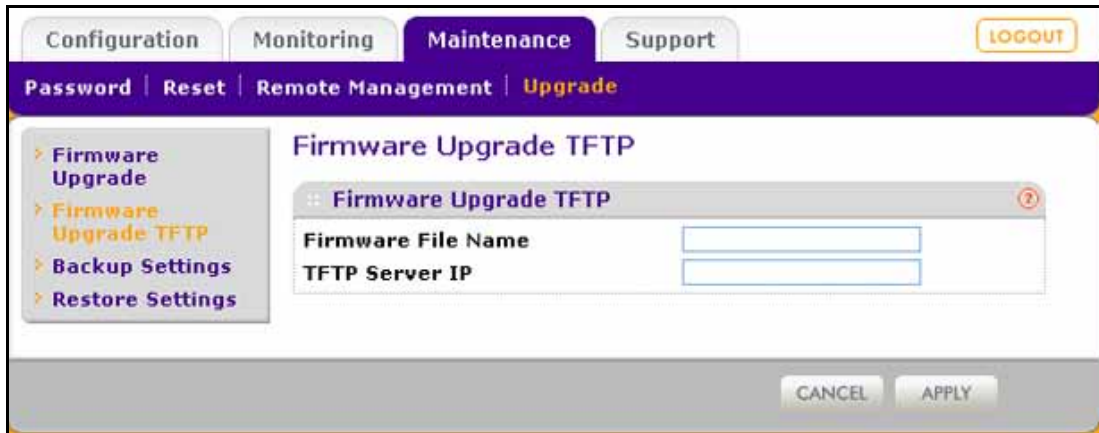 Configuration Monitoring Maintenance Support LOGOUT
Password Reset Remote Management Upgrade
Firmware
Upgrade
Firmware
Upgrade TFTP
Backup Settings
Restore Settings
Firmware Upgrade TFTP
Firmware Upgrade TFTP ?
Firmware File Name
TFTP Server IP
CANCEL APPLY